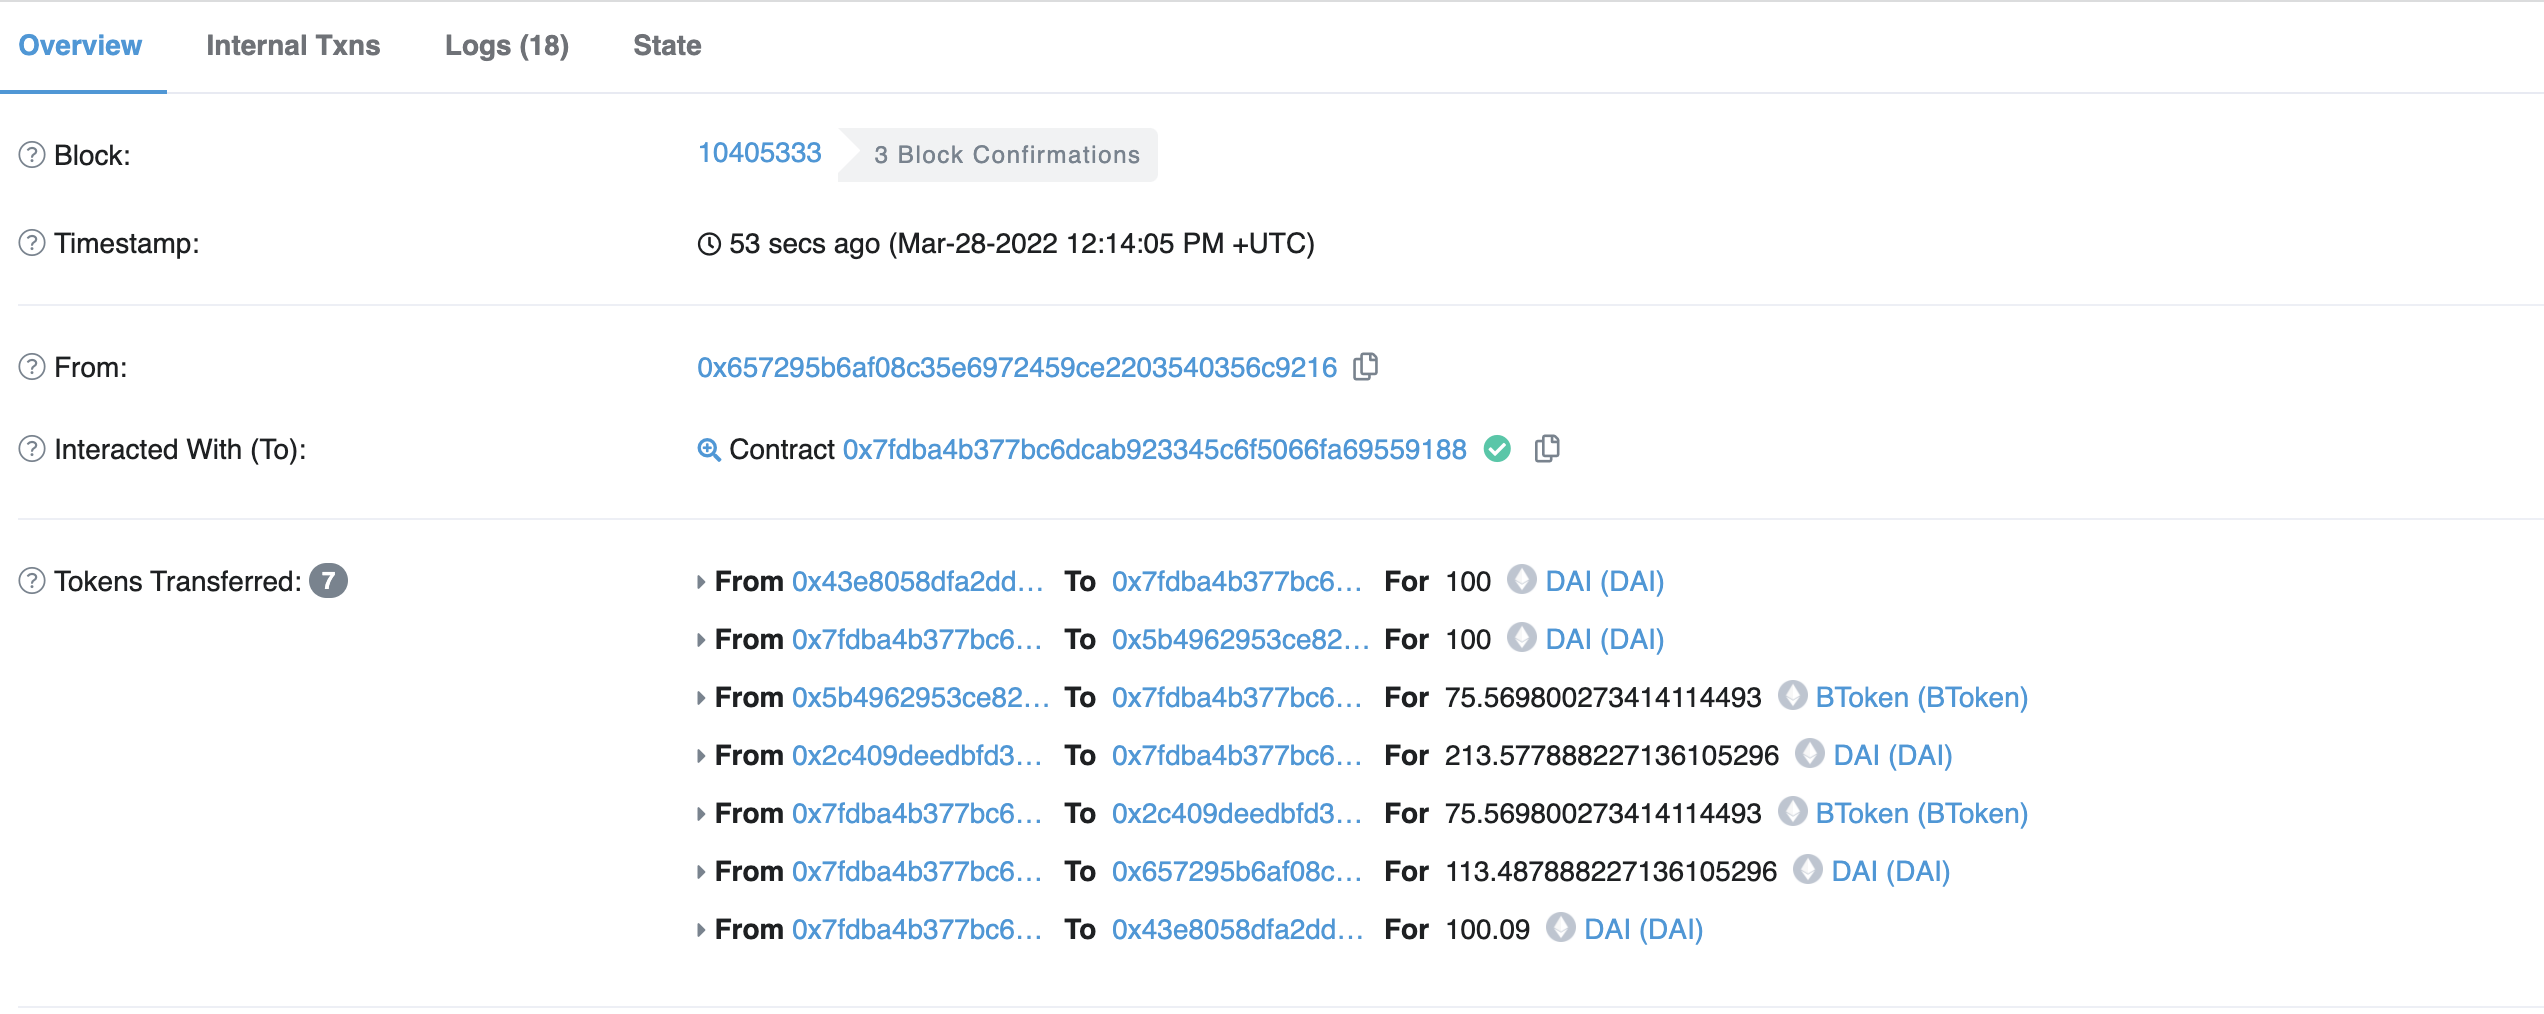 Overview Internal Txns Logs (18) State
Block: 10405333 3 Block Confirmations
Timestamp: 53 secs ago (Mar-28-2022 12:14:05 PM +UTC)
From: 0x657295b6af08c35e6972459ce2203540356c9216
Interacted With (To): Contract 0x7fdba4b377bc6dcab923345c6f5066fa69559188
Tokens Transferred: 7 From 0x43e8058dfa2dd... To 0x7fdba4b377bc6... For 100 DAI (DAI)
From 0x7fdba4b377bc6... To 0x5b4962953ce82... For 100 DAI (DAI)
From 0x5b4962953ce82... To 0x7fdba4b377bc6... For 75.569800273414114493 BToken (BToken)
From 0x2c409deedbfd3... To 0x7fdba4b377bc6... For 213.577888227136105296 DAI (DAI)
From 0x7fdba4b377bc6... To 0x2c409deedbfd3... For 75.569800273414114493 BToken (BToken)
From 0x7fdba4b377bc6... To 0x657295b6af08c... For 113.487888227136105296 DAI (DAI)
From 0x7fdba4b377bc6... To 0x43e8058dfa2dd... For 100.09 DAI (DAI)